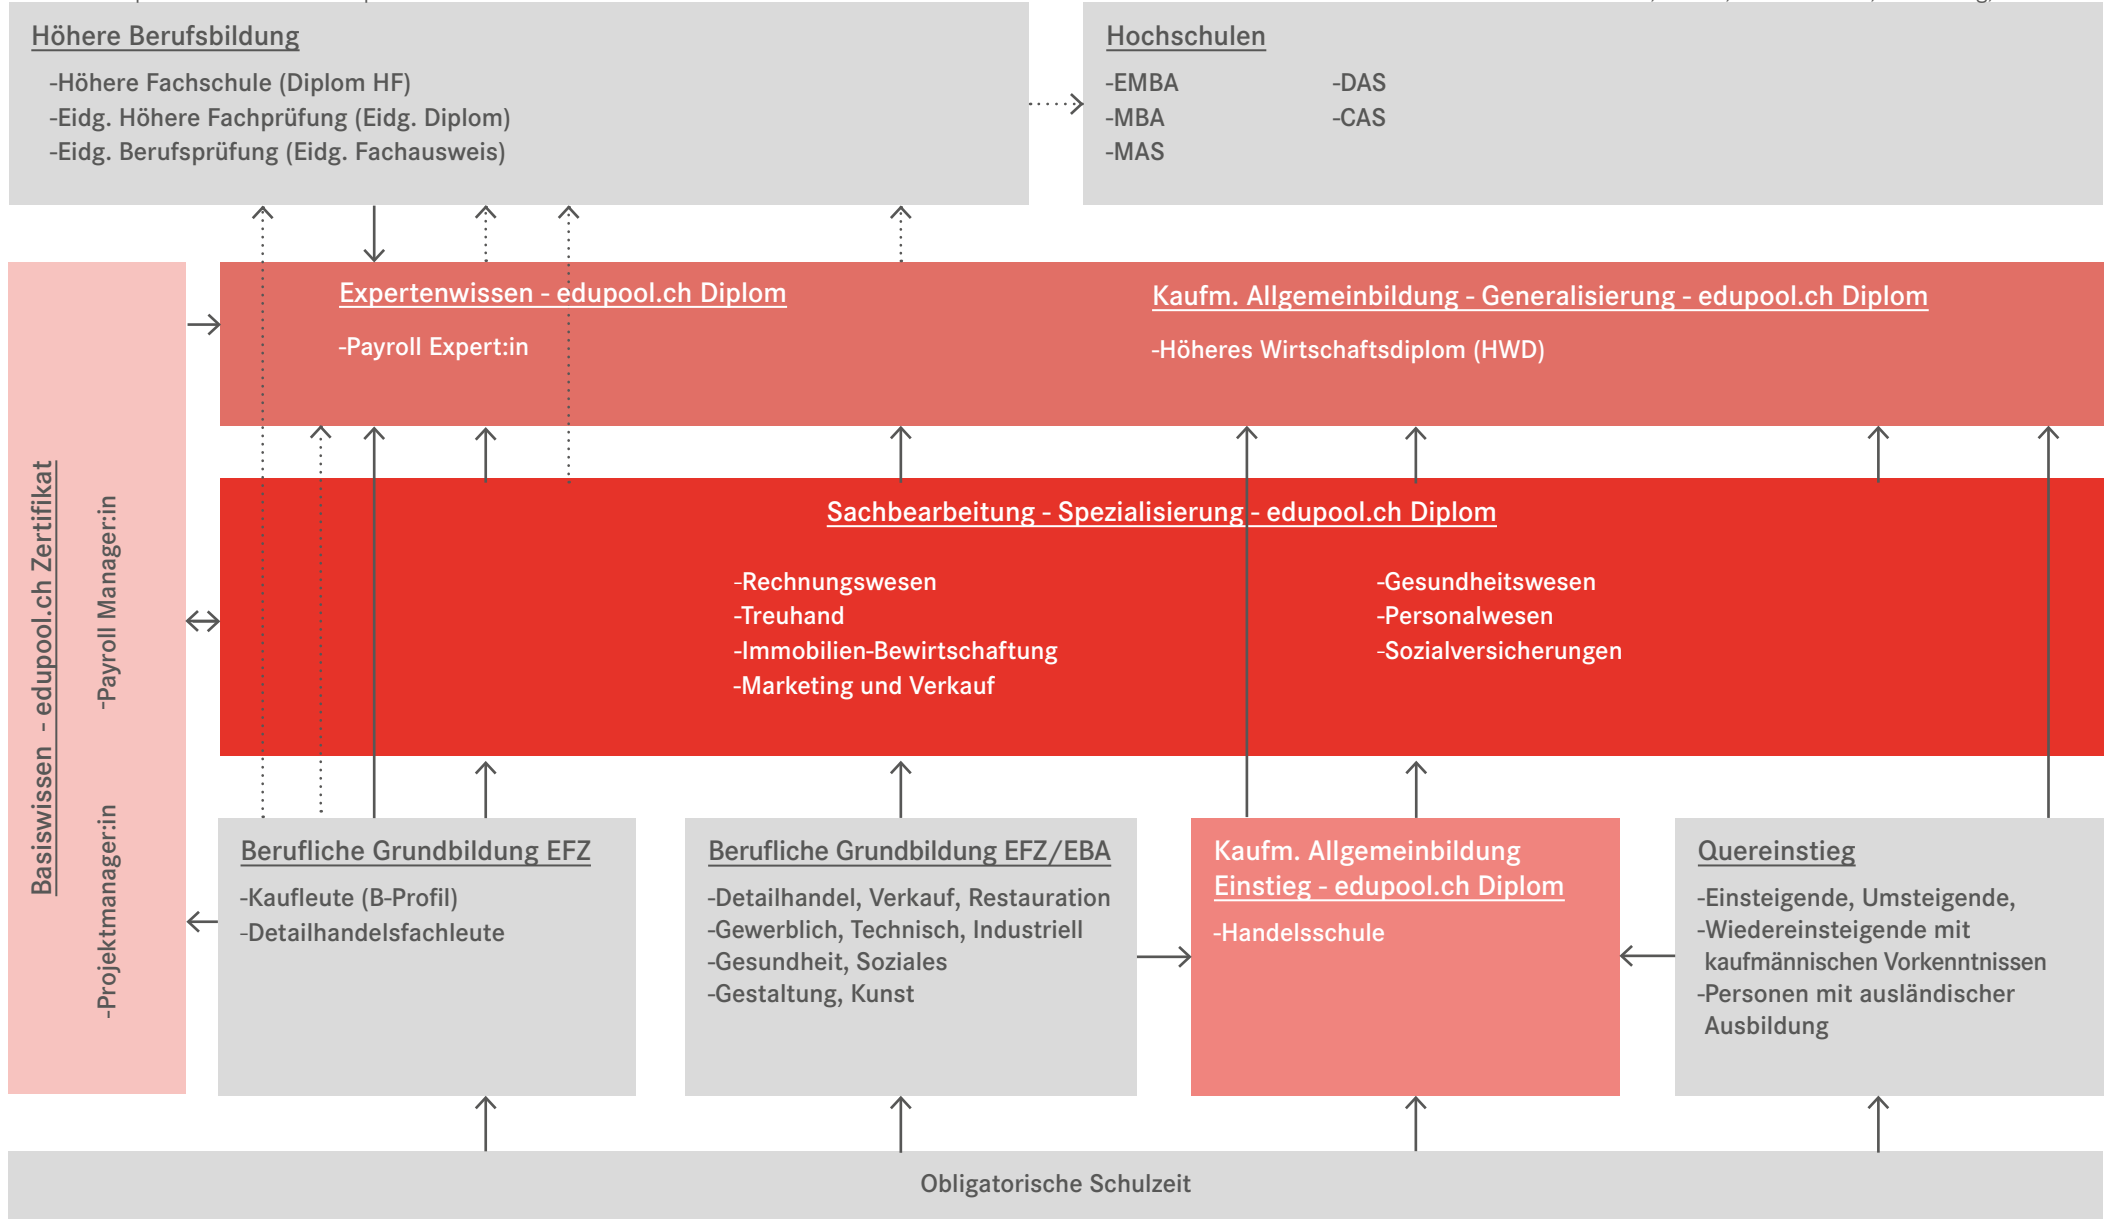 Höhere Berufsbildung
-Höhere Fachschule (Diplom HF)
-Eidg. Höhere Fachprüfung (Eidg. Diplom)
-Eidg. Berufsprüfung (Eidg. Fachausweis)
Hochschulen
-EMBA
-MBA
-MAS
-DAS
-CAS
Expertenwissen - edupool.ch Diplom
-Payroll Expert:in
Kaufm. Allgemeinbildung - Generalisierung - edupool.ch Diplom
-Höheres Wirtschaftsdiplom (HWD)
Basiswissen - edupool.ch Zertifikat
-Projektmanager:in
-Payroll Manager:in
Sachbearbeitung - Spezialisierung - edupool.ch Diplom
-Rechnungswesen
-Treuhand
-Immobilien-Bewirtschaftung
-Marketing und Verkauf
-Gesundheitswesen
-Personalwesen
-Sozialversicherungen
Berufliche Grundbildung EFZ
-Kaufleute (B-Profil)
-Detailhandelsfachleute
Berufliche Grundbildung EFZ/EBA
-Detailhandel, Verkauf, Restauration
-Gewerblich, Technisch, Industriell
-Gesundheit, Soziales
-Gestaltung, Kunst
Kaufm. Allgemeinbildung
Einstieg - edupool.ch Diplom
-Handelsschule
Quereinstieg
-Einsteigende, Umsteigende,
-Wiedereinsteigende mit
kaufmännischen Vorkenntnissen
-Personen mit ausländischer
Ausbildung
Obligatorische Schulzeit